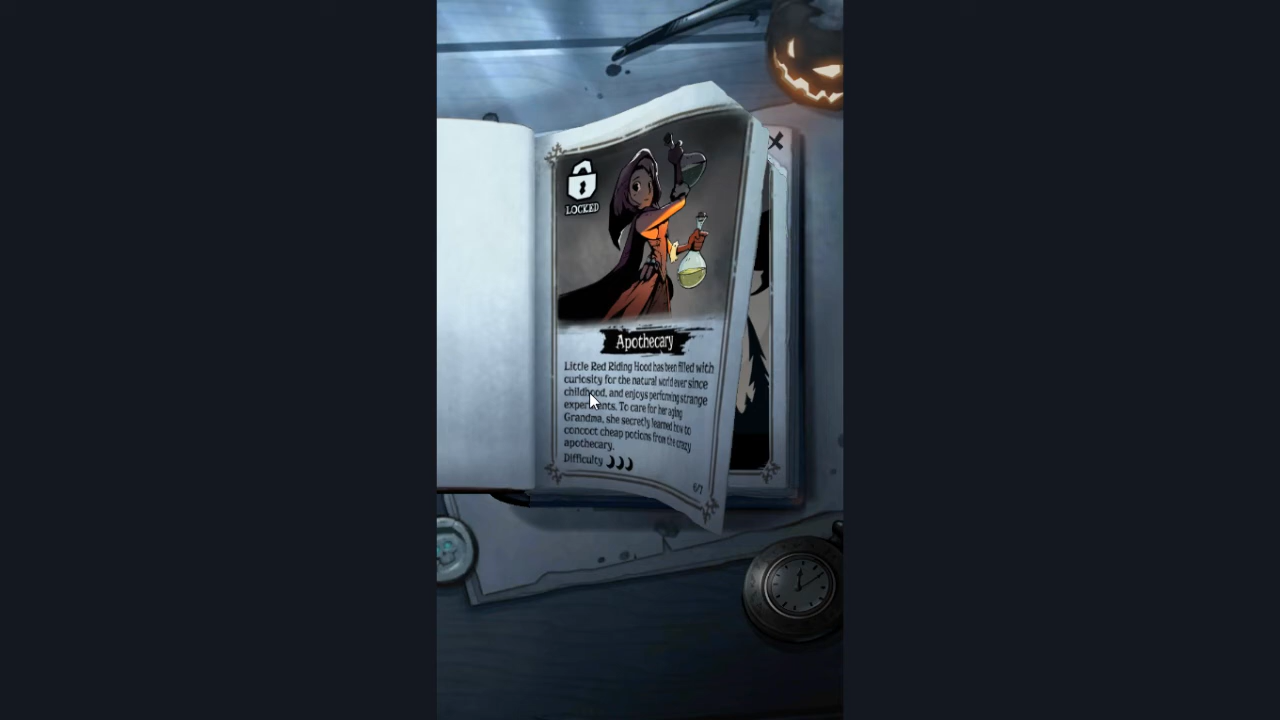 LOCKED
Apothecary
Little Red Riding Hood has been filled with
curiosity for the natural world ever since
childhood, and enjoys performing strange
experiments. To care for her aging
Grandma, she secretly learned how to
concoct cheap potions from the crazy
apothecary.
Difficulty
6/7